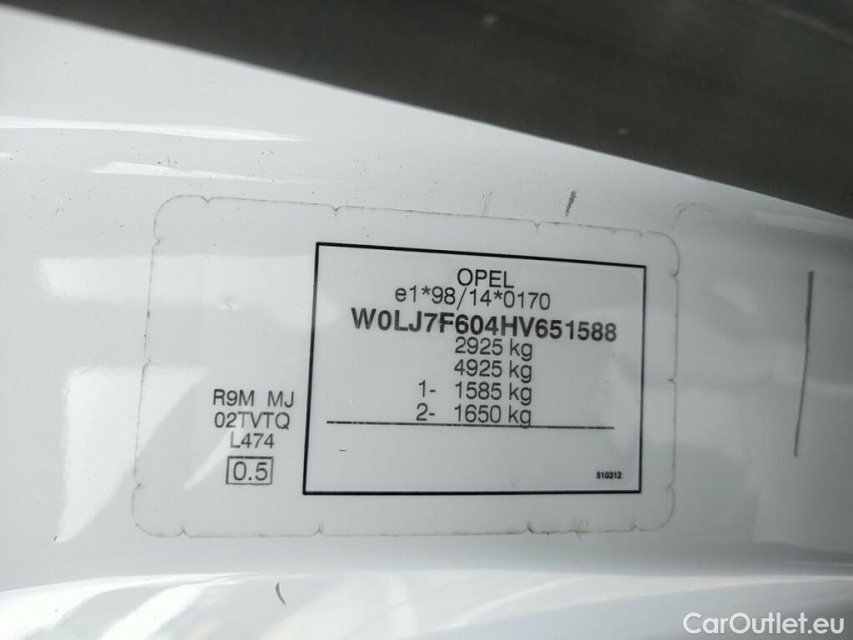 OPEL
e1*98/14*0170
W0LJ7F604HV651588
2925 kg
4925 kg
1- 1585 kg
2- 1650 kg
R9M MJ
02TVTQ
L474
0.5
510312
CarOutlet.eu